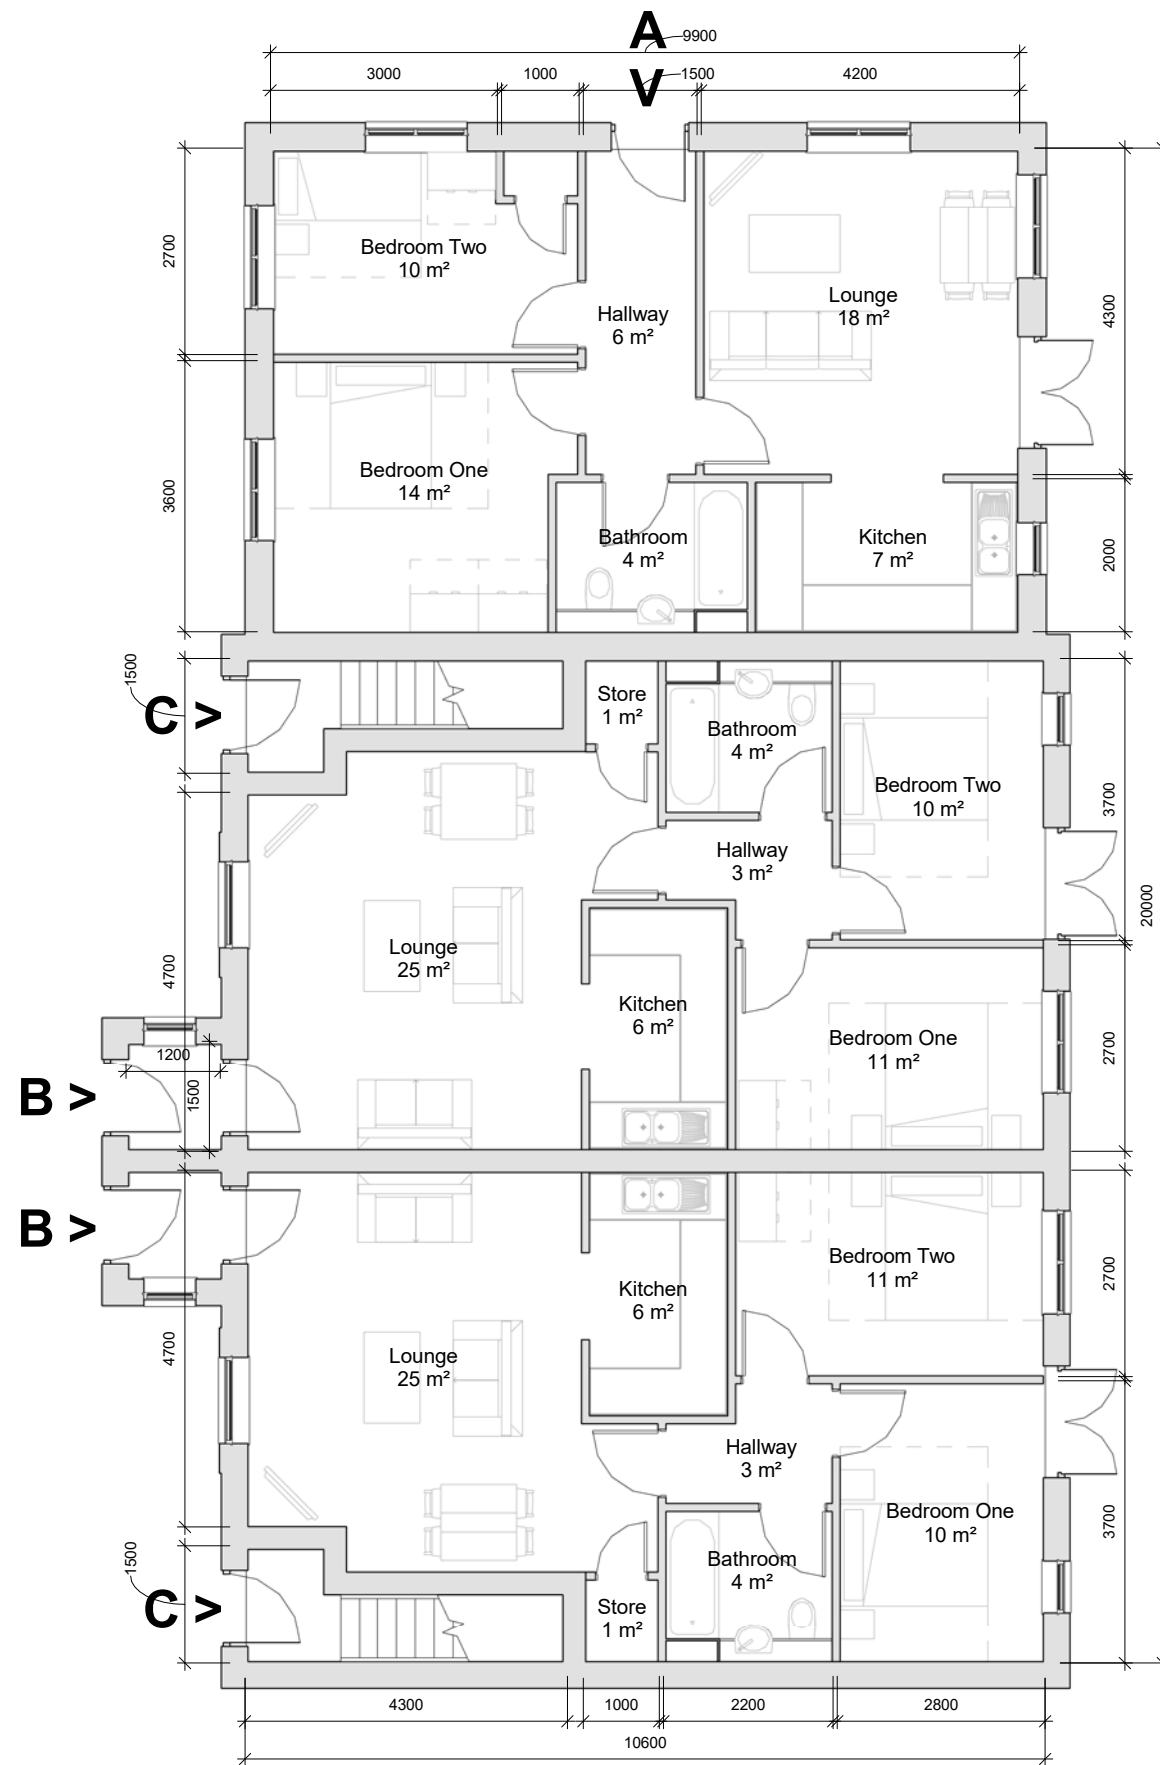 A
9900
3000
1000
V
1500
4200
2700
Bedroom Two
10 m²
Hallway
6 m²
Lounge
18 m²
4300
3600
Bedroom One
14 m²
Bathroom
4 m²
Kitchen
7 m²
2000
1500
C >
Store
1 m²
Bathroom
4 m²
Bedroom Two
10 m²
3700
Hallway
3 m²
20000
4700
Lounge
25 m²
Kitchen
6 m²
Bedroom One
11 m²
2700
1200
1500
B >
B >
Kitchen
6 m²
Bedroom Two
11 m²
2700
4700
Lounge
25 m²
Hallway
3 m²
Bedroom One
10 m²
3700
1500
C >
Bathroom
4 m²
Store
1 m²
4300
1000
2200
2800
10600